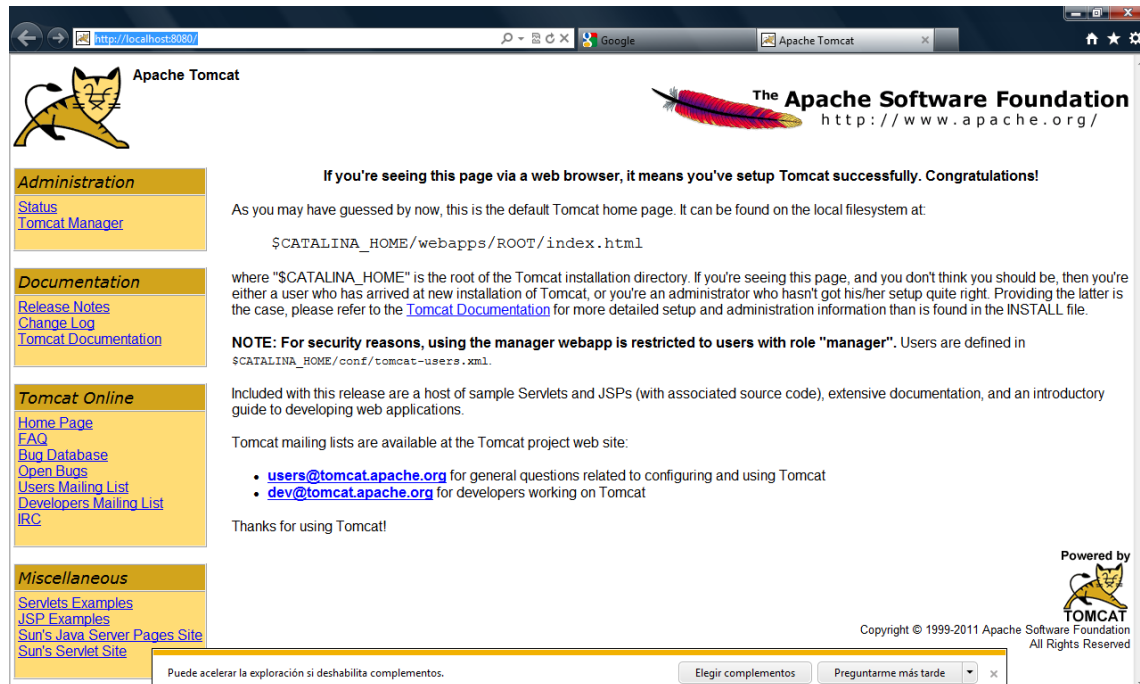 http://localhost:8080/
Google
Apache Tomcat
Apache Tomcat
The Apache Software Foundation
http://www.apache.org/
Administration
Status
Tomcat Manager
Documentation
Release Notes
Change Log
Tomcat Documentation
Tomcat Online
Home Page
FAQ
Bug Database
Open Bugs
Users Mailing List
Developers Mailing List
IRC
Miscellaneous
Servlets Examples
JSP Examples
Sun's Java Server Pages Site
Sun's Servlet Site
If you're seeing this page via a web browser, it means you've setup Tomcat successfully. Congratulations!
As you may have guessed by now, this is the default Tomcat home page. It can be found on the local filesystem at:
$CATALINA_HOME/webapps/ROOT/index.html
where "$CATALINA_HOME" is the root of the Tomcat installation directory. If you're seeing this page, and you don't think you should be, then you're
either a user who has arrived at new installation of Tomcat, or you're an administrator who hasn't got his/her setup quite right. Providing the latter is
the case, please refer to the Tomcat Documentation for more detailed setup and administration information than is found in the INSTALL file.
NOTE: For security reasons, using the manager webapp is restricted to users with role "manager". Users are defined in
$CATALINA_HOME/conf/tomcat-users.xml.
Included with this release are a host of sample Servlets and JSPs (with associated source code), extensive documentation, and an introductory
guide to developing web applications.
Tomcat mailing lists are available at the Tomcat project web site:
• users@tomcat.apache.org for general questions related to configuring and using Tomcat
• dev@tomcat.apache.org for developers working on Tomcat
Thanks for using Tomcat!
Powered by
TOMCAT
Copyright © 1999-2011 Apache Software Foundation
All Rights Reserved
Puede acelerar la exploración si deshabilita complementos.
Elegir complementos
Preguntarme más tarde